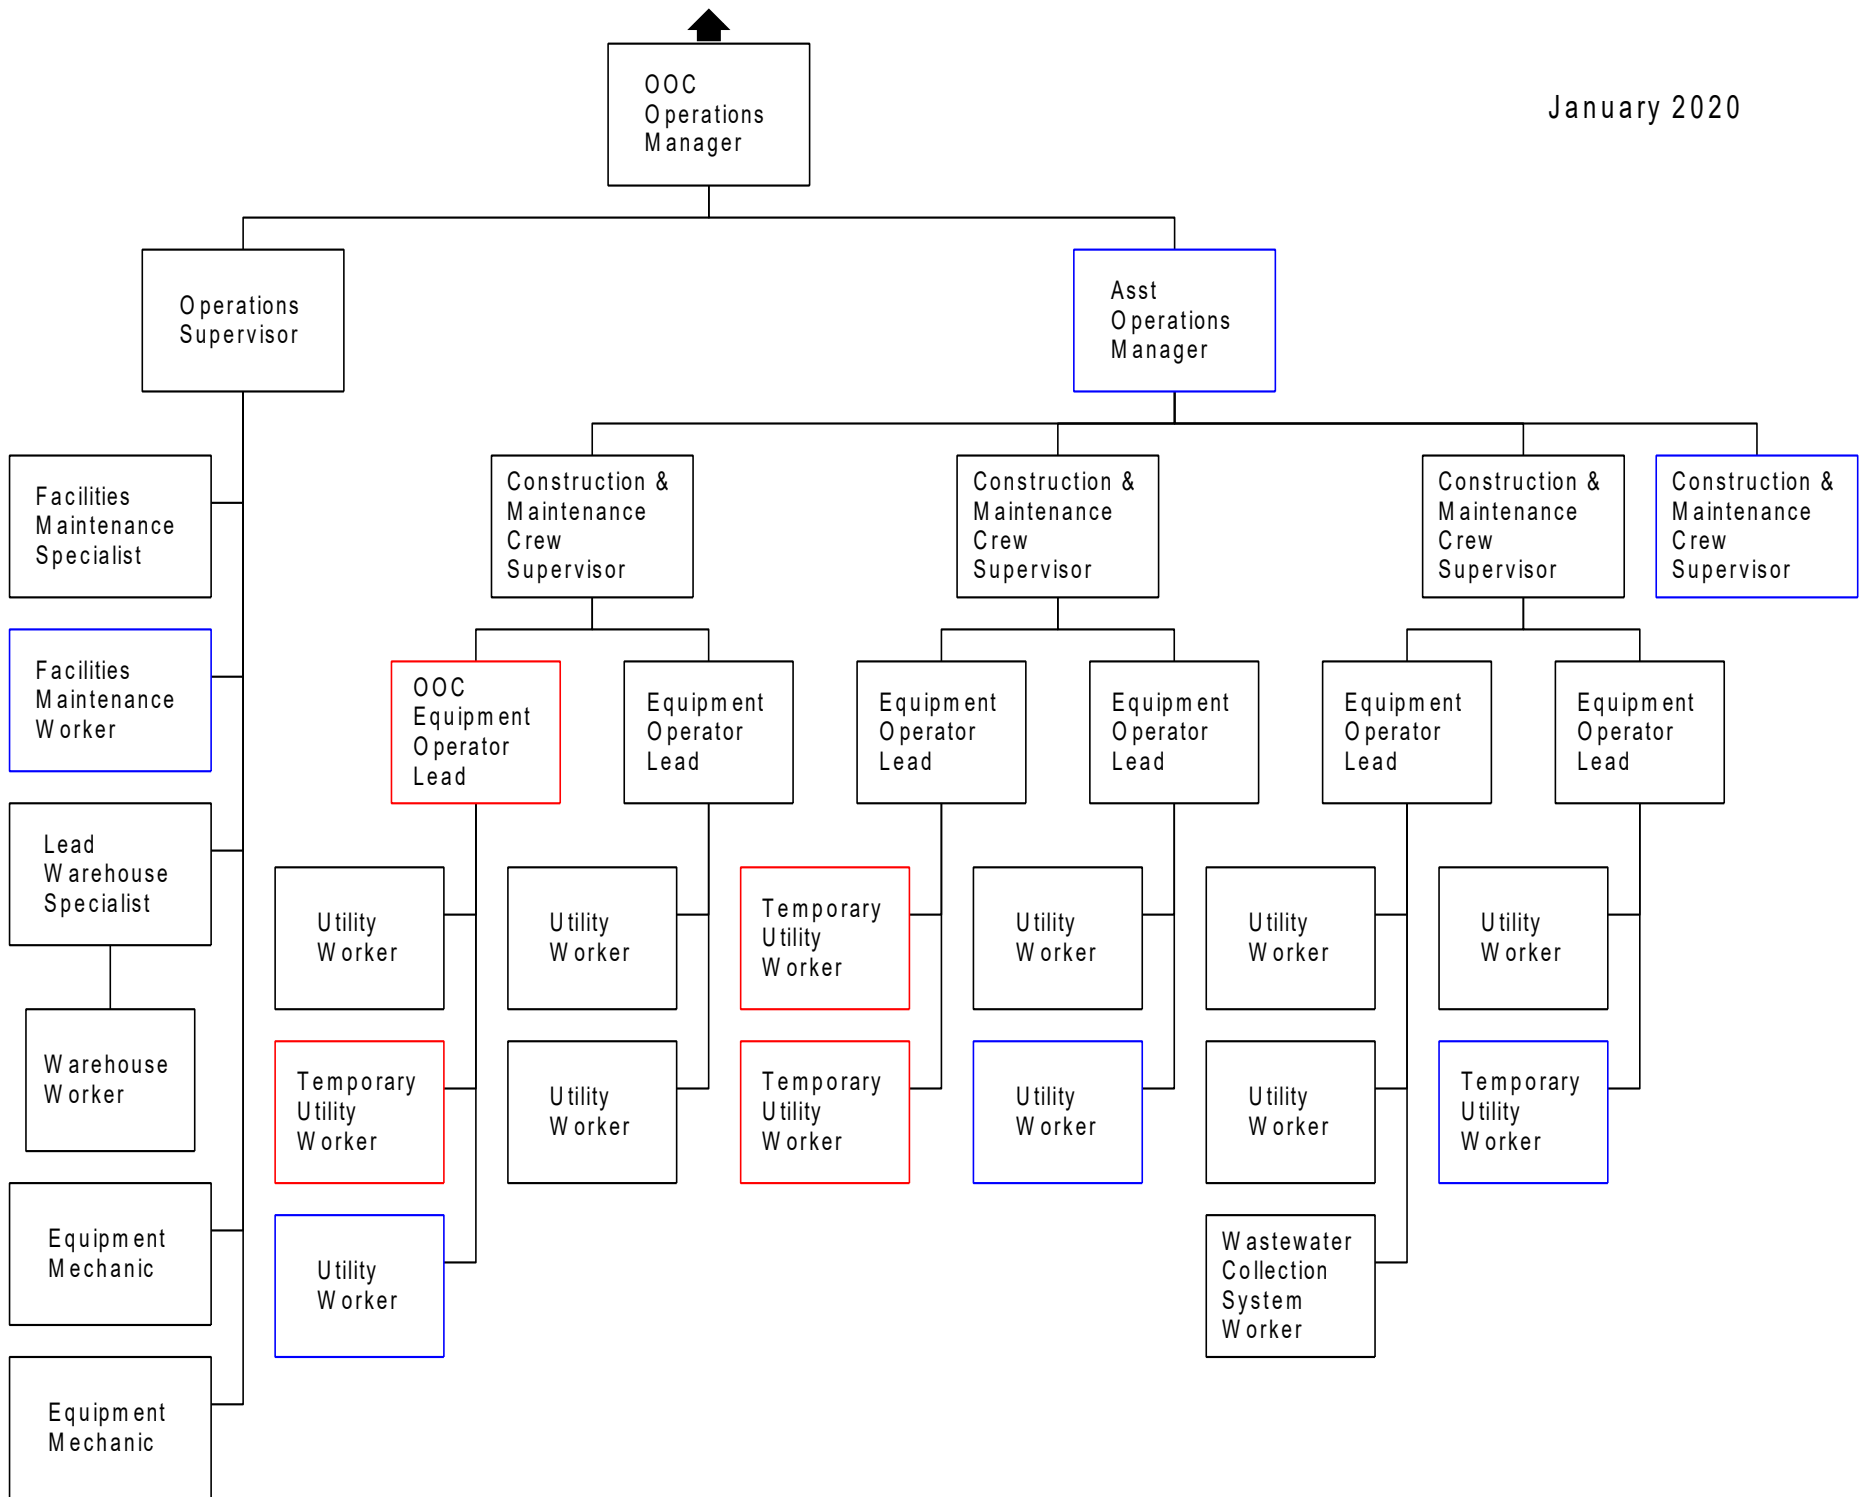 OOC
Operations
Manager
January 2020
Operations
Supervisor
Asst
Operations
Manager
Facilities
Maintenance
Specialist
Construction &
Maintenance
Crew
Supervisor
Construction &
Maintenance
Crew
Supervisor
Construction &
Maintenance
Crew
Supervisor
Construction &
Maintenance
Crew
Supervisor
Facilities
Maintenance
Worker
OOC
Equipment
Operator
Lead
Equipment
Operator
Lead
Equipment
Operator
Lead
Equipment
Operator
Lead
Equipment
Operator
Lead
Equipment
Operator
Lead
Lead
Warehouse
Specialist
Utility
Worker
Utility
Worker
Temporary
Utility
Worker
Utility
Worker
Utility
Worker
Utility
Worker
Warehouse
Worker
Temporary
Utility
Worker
Utility
Worker
Temporary
Utility
Worker
Utility
Worker
Utility
Worker
Temporary
Utility
Worker
Equipment
Mechanic
Utility
Worker
Wastewater
Collection
System
Worker
Equipment
Mechanic